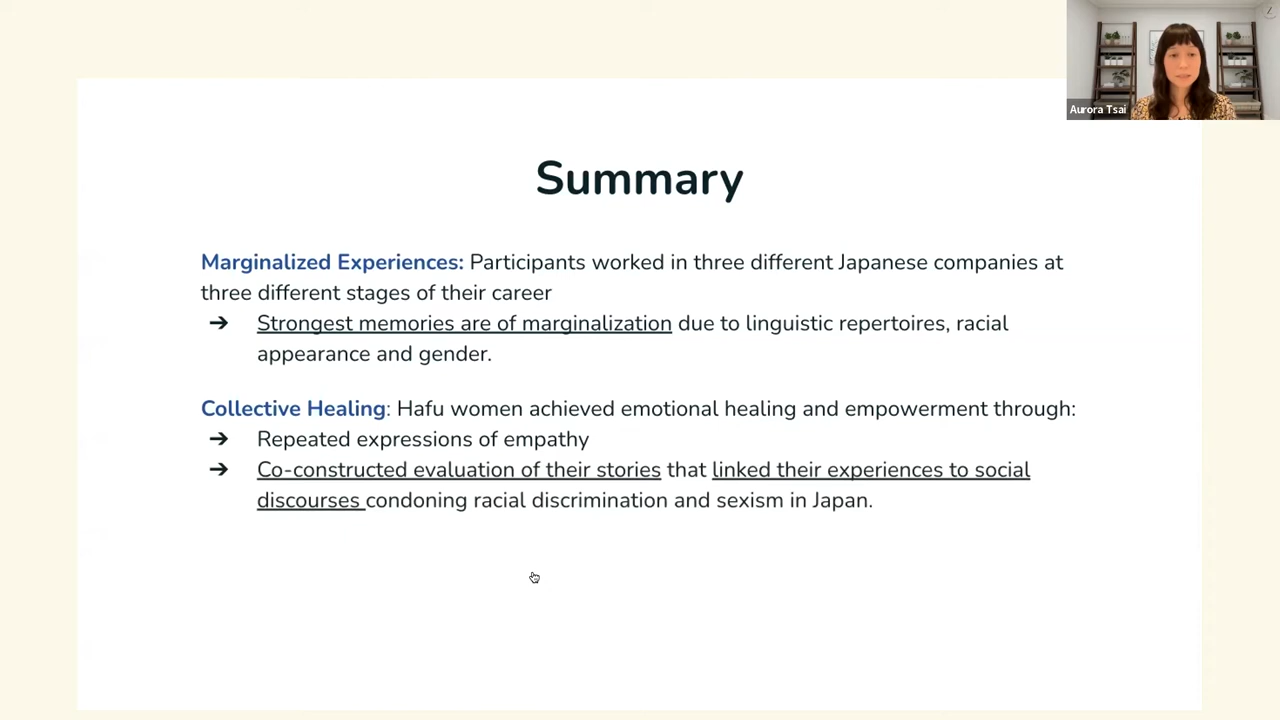 Aurora Tsai
Summary
Marginalized Experiences: Participants worked in three different Japanese companies at
three different stages of their career
➔ Strongest memories are of marginalization due to linguistic repertoires, racial
appearance and gender.
Collective Healing: Hafu women achieved emotional healing and empowerment through:
➔ Repeated expressions of empathy
➔ Co-constructed evaluation of their stories that linked their experiences to social
discourses condoning racial discrimination and sexism in Japan.